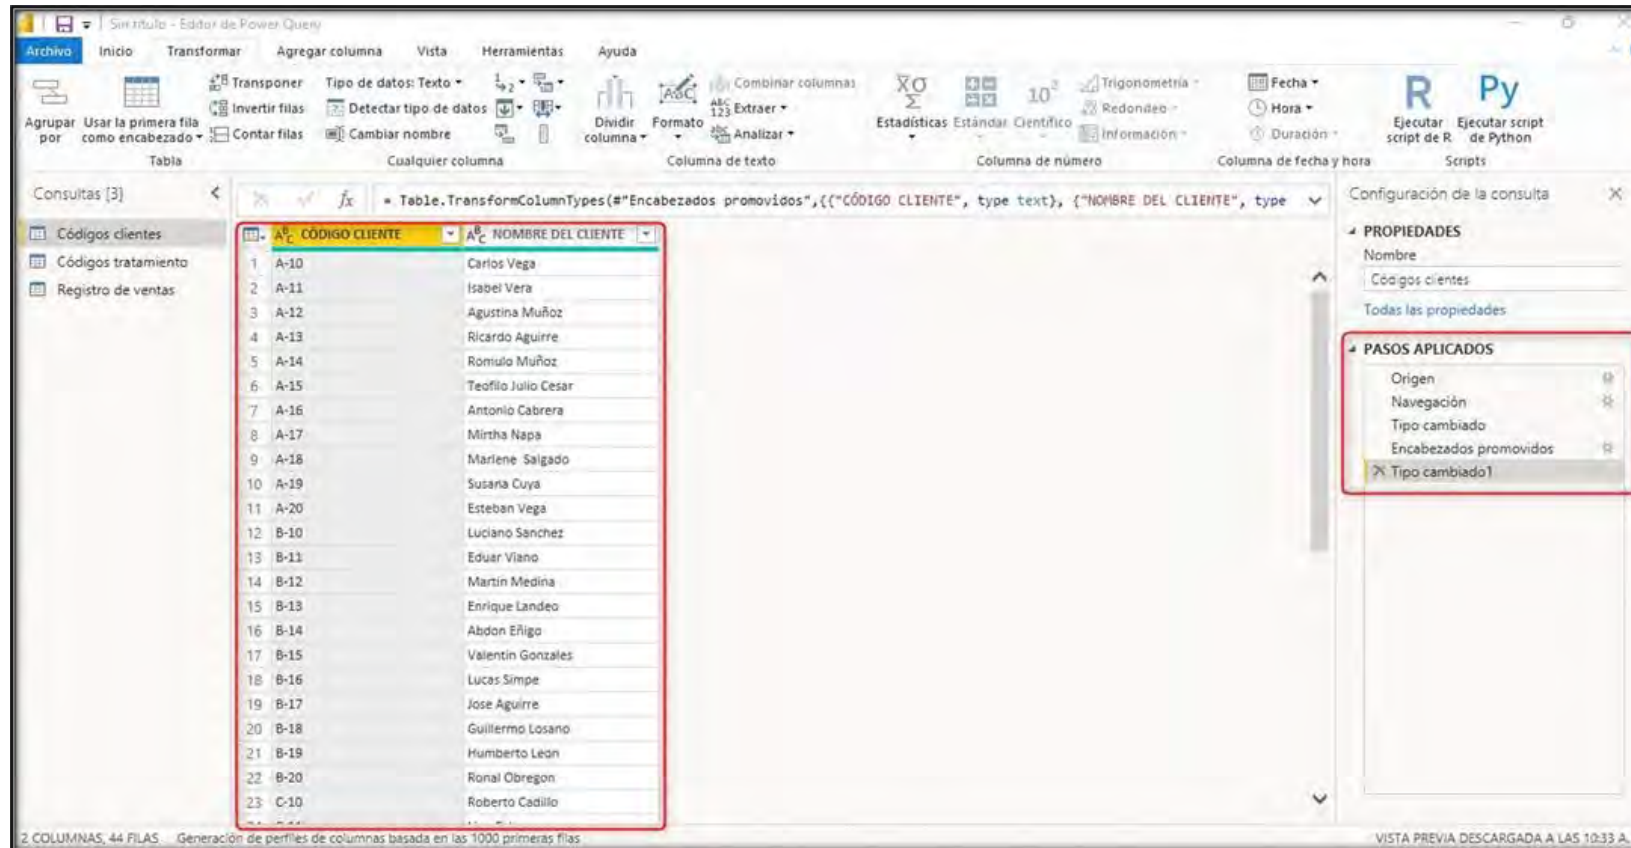 Sin título - Editor de Power Query
Archivo Inicio Transformar Agregar columna Vista Herramientas Ayuda
Transponer Tipo de datos: Texto Combinar columnas Trigonometría Fecha
Invertir filas Detectar tipo de datos Extraer Redondeo Hora
Agrupar por Usar la primera fila como encabezado Contar filas Cambiar nombre Dividir columna Formato Analizar Estadísticas Estándar Científico Información Duración Ejecutar script de R Ejecutar script de Python
Tabla Cualquier columna Columna de texto Columna de número Columna de fecha y hora Scripts
Consultas [3]
Códigos clientes
Códigos tratamiento
Registro de ventas
fx = Table.TransformColumnTypes(#"Encabezados promovidos",{{"CÓDIGO CLIENTE", type text}, {"NOMBRE DEL CLIENTE", type
CÓDIGO CLIENTE NOMBRE DEL CLIENTE
1 A-10 Carlos Vega
2 A-11 Isabel Vera
3 A-12 Agustina Muñoz
4 A-13 Ricardo Aguirre
5 A-14 Romulo Muñoz
6 A-15 Teofilo Julio Cesar
7 A-16 Antonio Cabrera
8 A-17 Mirtha Napa
9 A-18 Marlene Salgado
10 A-19 Susana Cuya
11 A-20 Esteban Vega
12 B-10 Luciano Sanchez
13 B-11 Eduar Viano
14 B-12 Martin Medina
15 B-13 Enrique Landeo
16 B-14 Abdon Eñigo
17 B-15 Valentin Gonzales
18 B-16 Lucas Simpe
19 B-17 Jose Aguirre
20 B-18 Guillermo Losano
21 B-19 Humberto Leon
22 B-20 Ronal Obregon
23 C-10 Roberto Cadillo
Configuración de la consulta
PROPIEDADES
Nombre
Códigos clientes
Todas las propiedades
PASOS APLICADOS
Origen
Navegación
Tipo cambiado
Encabezados promovidos
Tipo cambiado1
2 COLUMNAS, 44 FILAS Generación de perfiles de columnas basada en las 1000 primeras filas
VISTA PREVIA DESCARGADA A LAS 10:33 A.